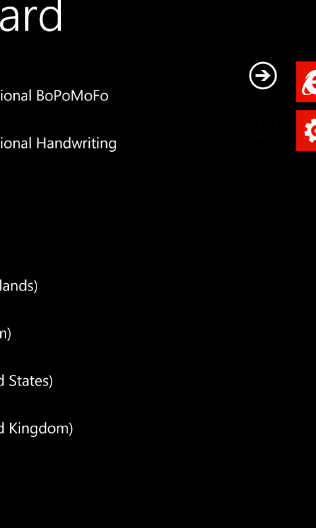 ard
ional BoPoMoFo
ional Handwriting
lands)
m)
d States)
d Kingdom)